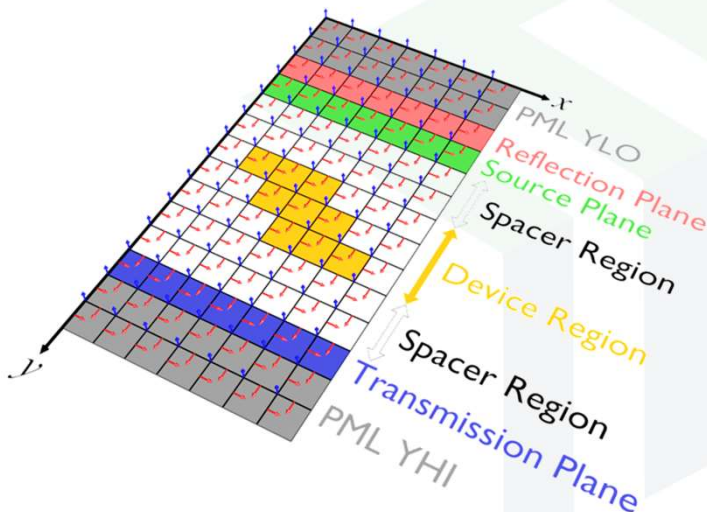 x
PML YLO
Reflection Plane
Source Plane
Spacer Region
Device Region
Spacer Region
Transmission Plane
PML YHI
y